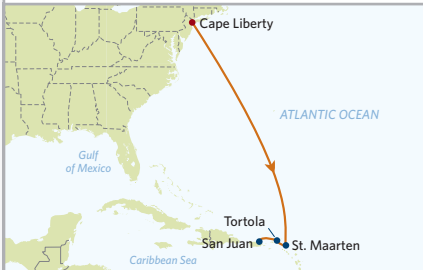 Cape Liberty
ATLANTIC OCEAN
Gulf
of Mexico
Tortola
San Juan
St. Maarten
Caribbean Sea